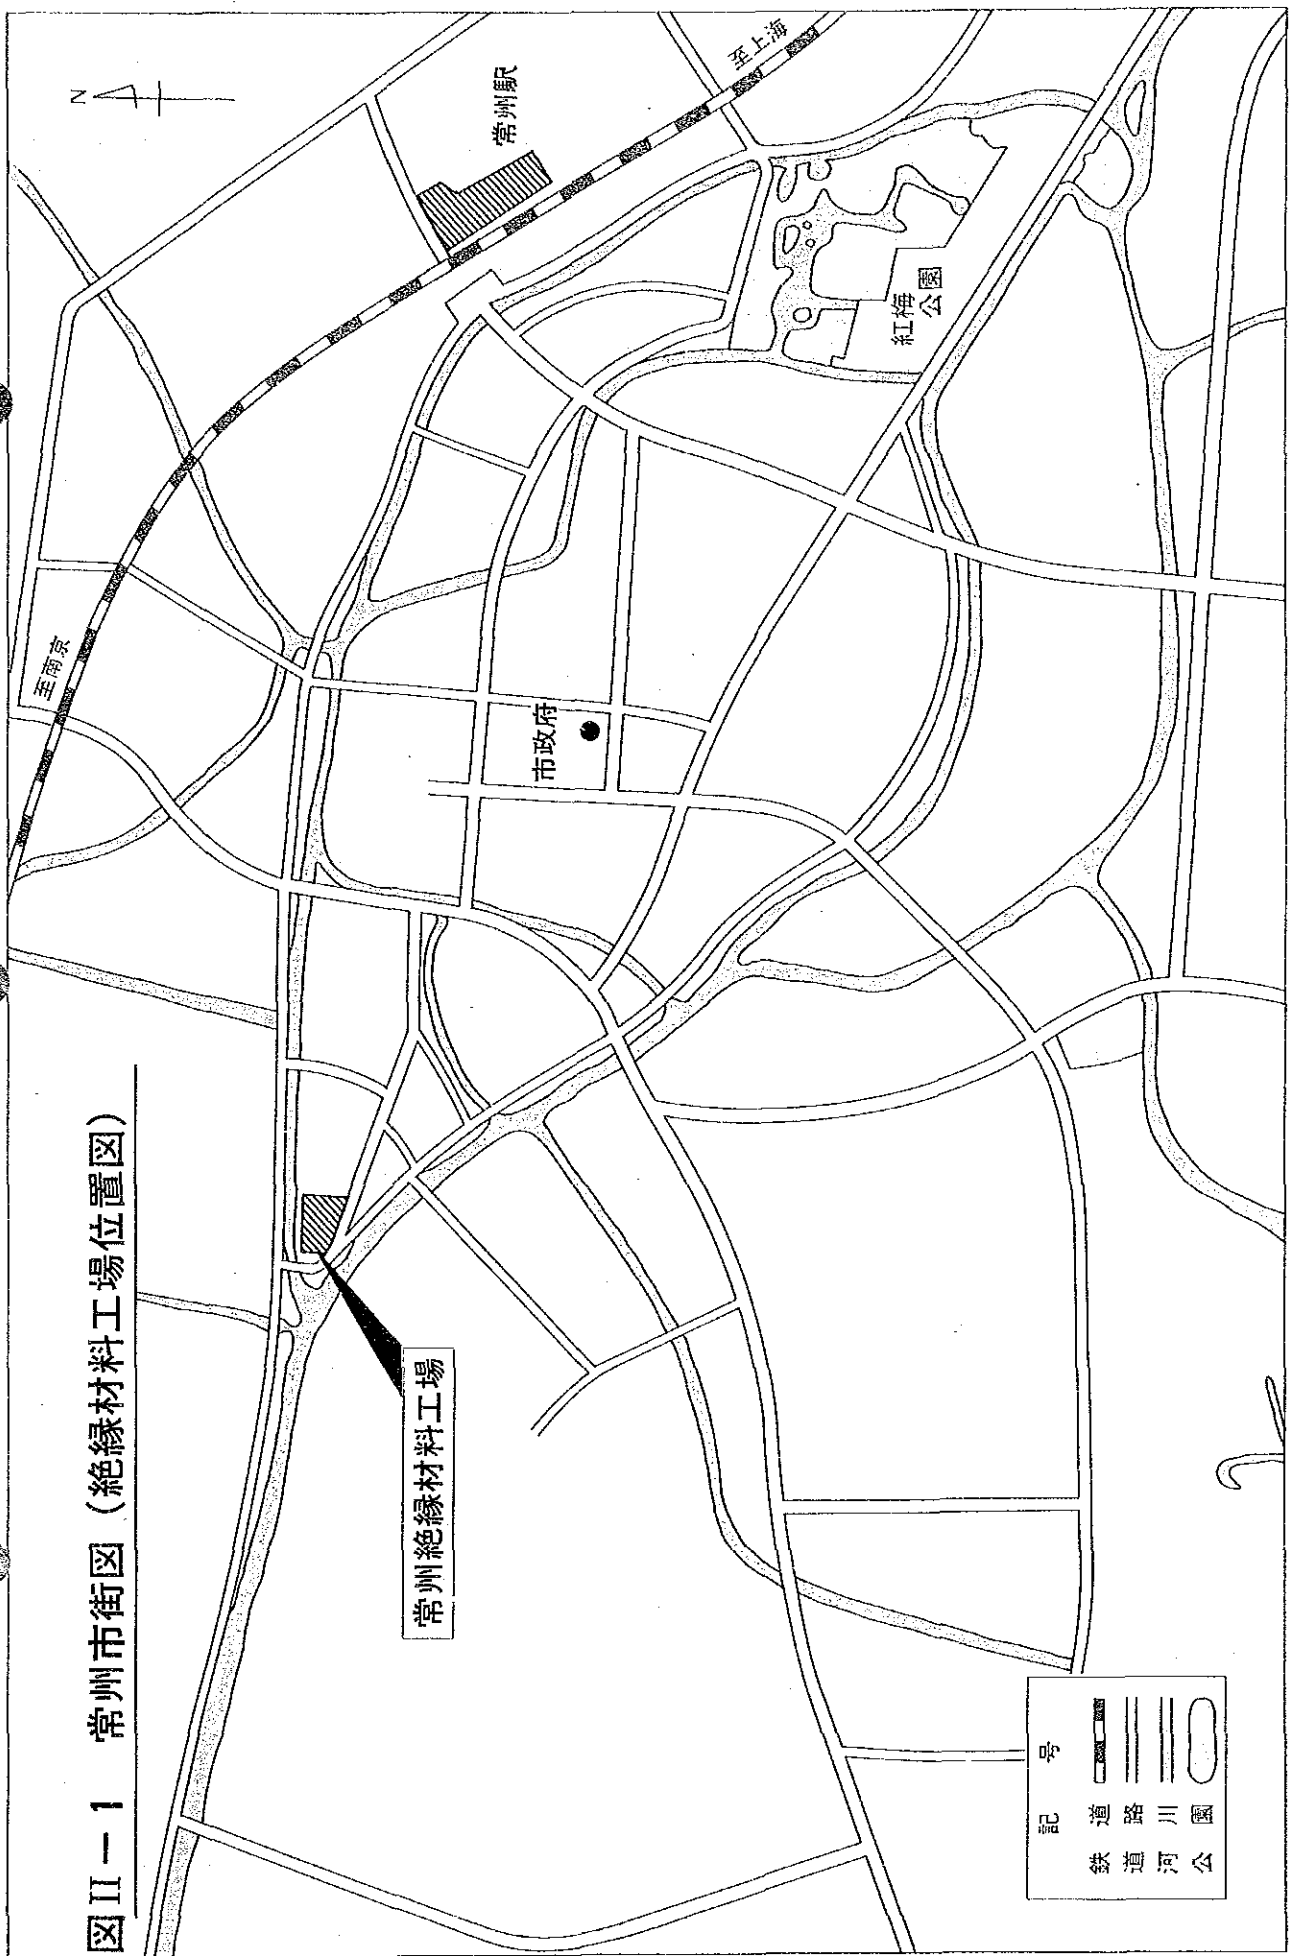 図II－1　常州市街図（絶縁材料工場位置図）
N
至上海
常州駅
至南京
紅梅
公園
市政府
常州絶縁材料工場
記　号
鉄　道
道　路
河　川
公　園